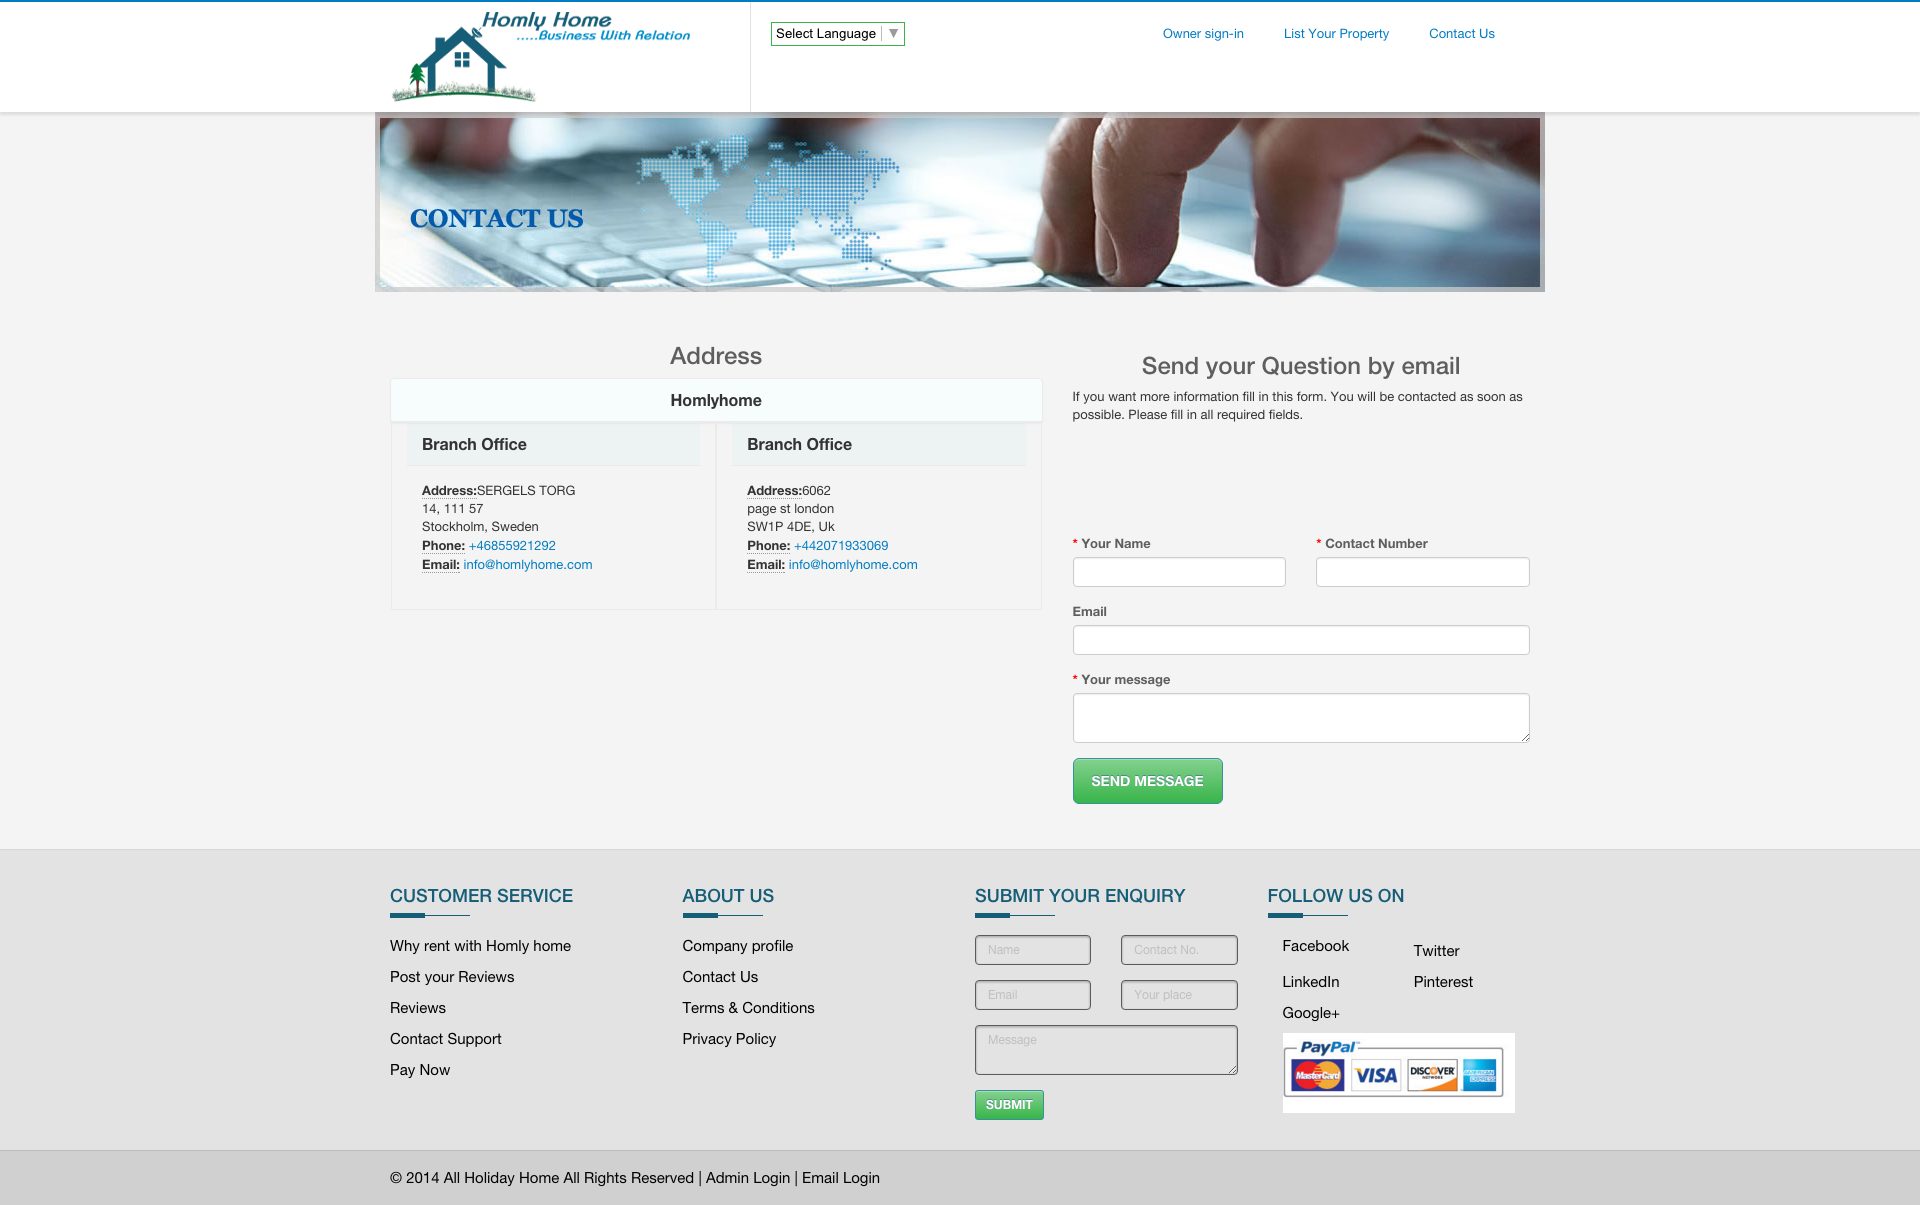 Homly Home
.....Business With Relation
Select Language ▼
Owner sign-in
List Your Property
Contact Us
CONTACT US
Address
Homlyhome
Branch Office
Address:SERGELS TORG
14, 111 57
Stockholm, Sweden
Phone: +46855921292
Email: info@homlyhome.com
Branch Office
Address:6062
page st london
SW1P 4DE, Uk
Phone: +442071933069
Email: info@homlyhome.com
Send your Question by email
If you want more information fill in this form. You will be contacted as soon as
possible. Please fill in all required fields.
* Your Name
* Contact Number
Email
* Your message
SEND MESSAGE
CUSTOMER SERVICE
Why rent with Homly home
Post your Reviews
Reviews
Contact Support
Pay Now
ABOUT US
Company profile
Contact Us
Terms & Conditions
Privacy Policy
SUBMIT YOUR ENQUIRY
Name
Contact No.
Email
Your place
Message
SUBMIT
FOLLOW US ON
Facebook
Twitter
LinkedIn
Pinterest
Google+
PayPal
MasterCard
VISA
DISCOVER
NETWORK
AMERICAN
EXPRESS
© 2014 All Holiday Home All Rights Reserved | Admin Login | Email Login